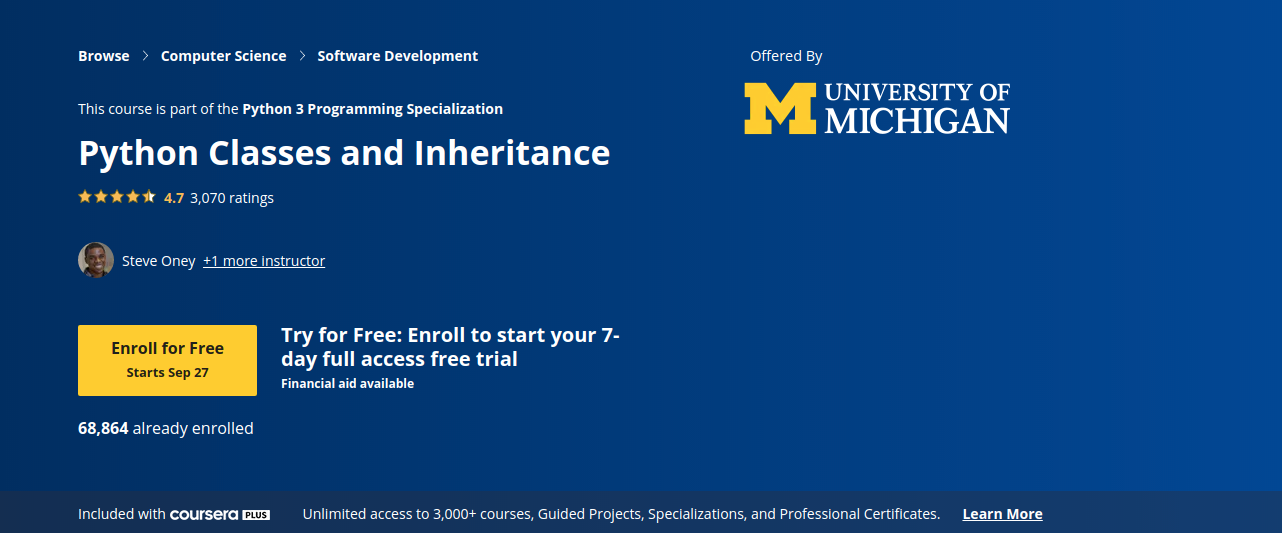 Browse > Computer Science > Software Development
Offered By
M UNIVERSITY OF
MICHIGAN
This course is part of the Python 3 Programming Specialization
Python Classes and Inheritance
4.7 3,070 ratings
Steve Oney +1 more instructor
Enroll for Free
Starts Sep 27
Try for Free: Enroll to start your 7-
day full access free trial
Financial aid available
68,864 already enrolled
Included with coursera PLUS
Unlimited access to 3,000+ courses, Guided Projects, Specializations, and Professional Certificates. Learn More